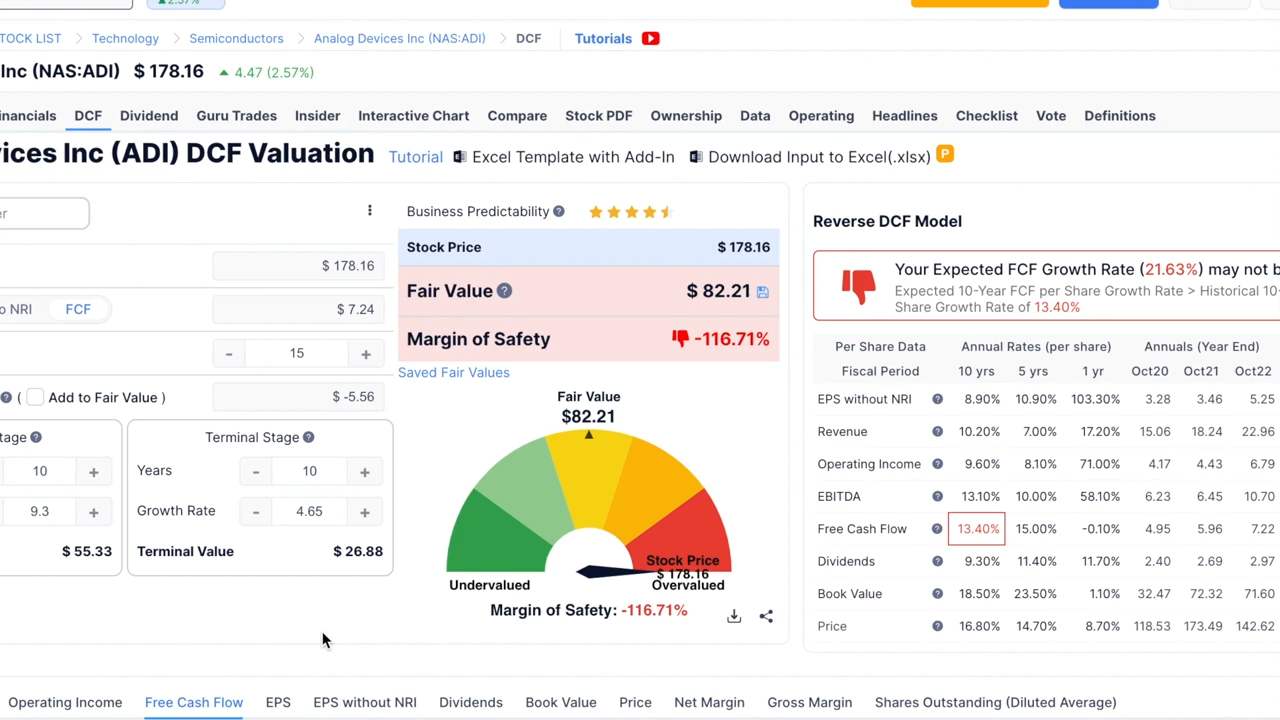 2.57%
TOCK LIST Technology Semiconductors Analog Devices Inc (NAS:ADI) DCF Tutorials
Inc (NAS:ADI) $ 178.16 4.47 (2.57%)
inancials DCF Dividend Guru Trades Insider Interactive Chart Compare Stock PDF Ownership Data Operating Headlines Checklist Vote Definitions
ices Inc (ADI) DCF Valuation Tutorial Excel Template with Add-In Download Input to Excel(.xlsx) P
er
$ 178.16
o NRI FCF $ 7.24
- 15 +
( Add to Fair Value ) $ -5.56
tage
10 +
9.3 +
$ 55.33
Terminal Stage
Years - 10 +
Growth Rate - 4.65 +
Terminal Value $ 26.88
Business Predictability
Stock Price $ 178.16
Fair Value $ 82.21
Margin of Safety -116.71%
Saved Fair Values
Fair Value
$82.21
Stock Price
$ 178.16
Undervalued Overvalued
Margin of Safety: -116.71%
Reverse DCF Model
Your Expected FCF Growth Rate (21.63%) may not b
Expected 10-Year FCF per Share Growth Rate > Historical 10-
Share Growth Rate of 13.40%
Per Share Data Annual Rates (per share) Annuals (Year End)
Fiscal Period 10 yrs 5 yrs 1 yr Oct20 Oct21 Oct22
EPS without NRI 8.90% 10.90% 103.30% 3.28 3.46 5.25
Revenue 10.20% 7.00% 17.20% 15.06 18.24 22.96
Operating Income 9.60% 8.10% 71.00% 4.17 4.43 6.79
EBITDA 13.10% 10.00% 58.10% 6.23 6.45 10.70
Free Cash Flow 13.40% 15.00% -0.10% 4.95 5.96 7.22
Dividends 9.30% 11.40% 11.70% 2.40 2.69 2.97
Book Value 18.50% 23.50% 1.10% 32.47 72.32 71.60
Price 16.80% 14.70% 8.70% 118.53 173.49 142.62
Operating Income Free Cash Flow EPS EPS without NRI Dividends Book Value Price Net Margin Gross Margin Shares Outstanding (Diluted Average)